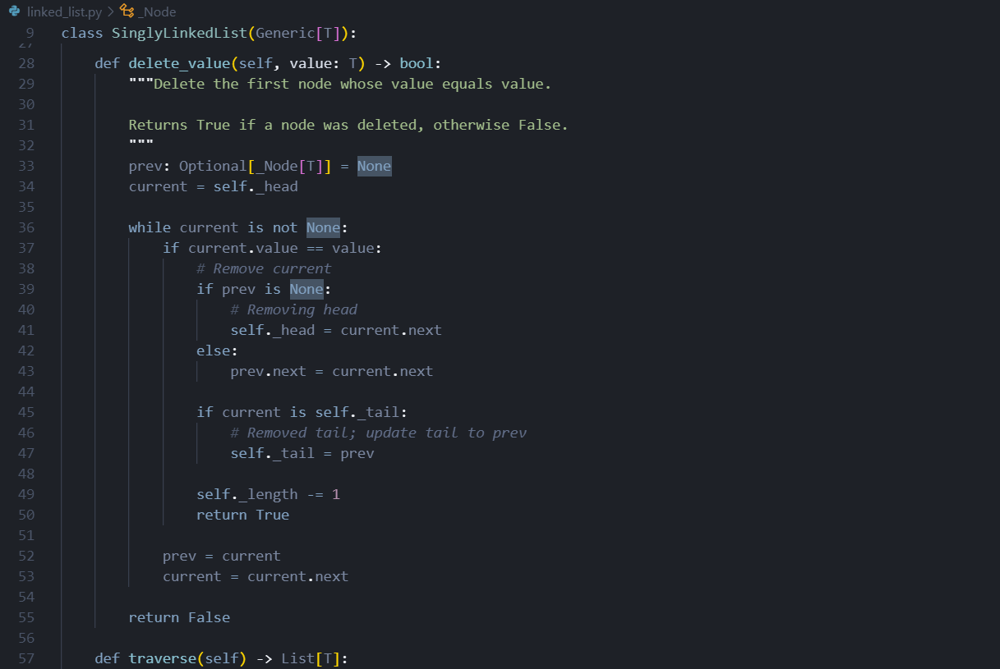 linked_list.py > _Node
9 class SinglyLinkedList(Generic[T]):
27
28     def delete_value(self, value: T) -> bool:
29         """Delete the first node whose value equals value.
30
31         Returns True if a node was deleted, otherwise False.
32         """
33         prev: Optional[_Node[T]] = None
34         current = self._head
35
36         while current is not None:
37             if current.value == value:
38                 # Remove current
39                 if prev is None:
40                     # Removing head
41                     self._head = current.next
42                 else:
43                     prev.next = current.next
44
45                 if current is self._tail:
46                     # Removed tail; update tail to prev
47                     self._tail = prev
48
49                 self._length -= 1
50                 return True
51
52             prev = current
53             current = current.next
54
55         return False
56
57     def traverse(self) -> List[T]: